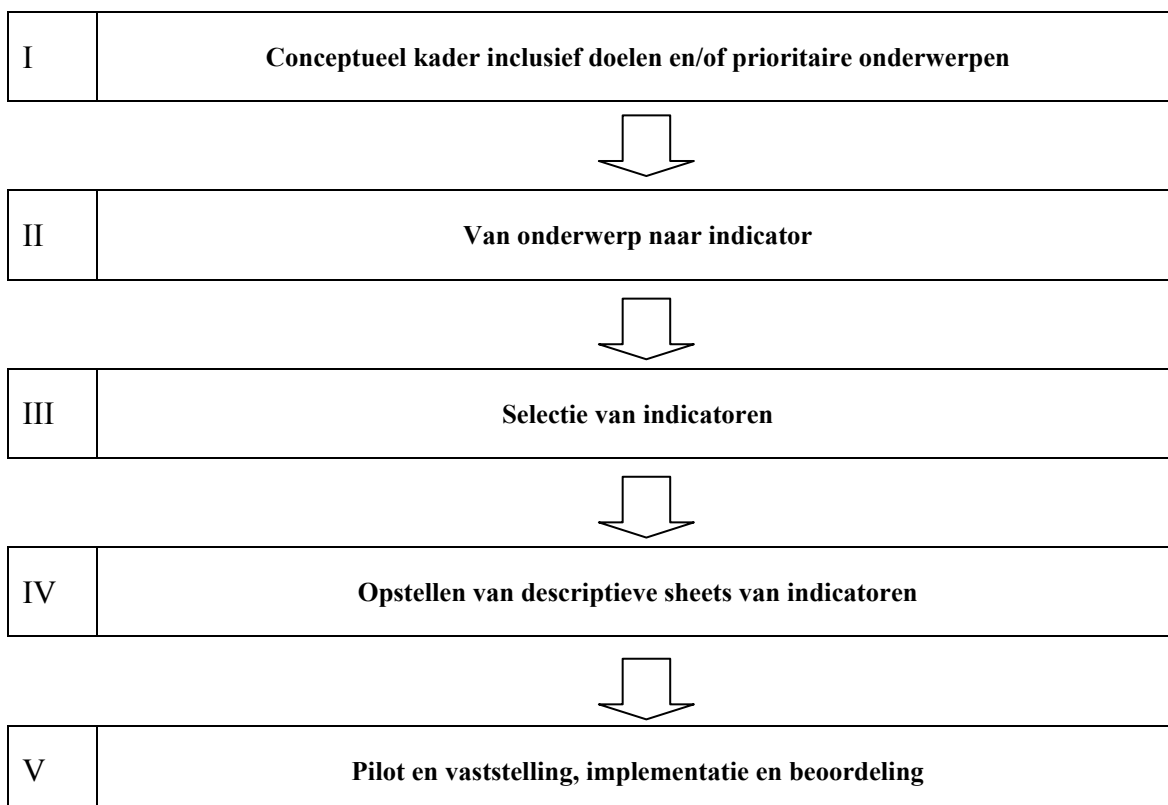 I Conceptueel kader inclusief doelen en/of prioritaire onderwerpen
II Van onderwerp naar indicator
III Selectie van indicatoren
IV Opstellen van descriptieve sheets van indicatoren
V Pilot en vaststelling, implementatie en beoordeling